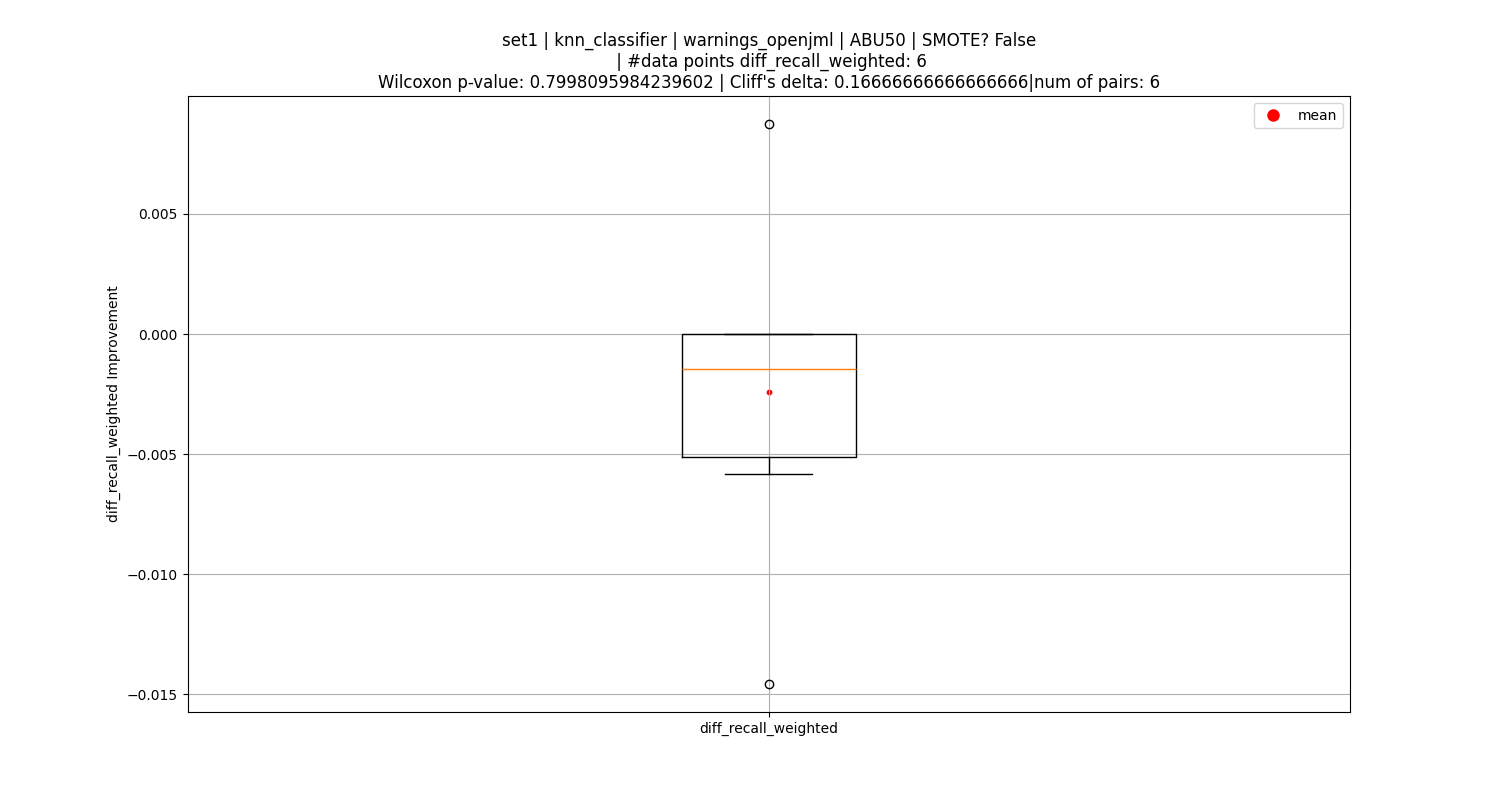 set1 | knn_classifier | warnings_openjml | ABU50 | SMOTE? False
| #data points diff_recall_weighted: 6
Wilcoxon p-value: 0.7998095984239602 | Cliff's delta: 0.16666666666666666|num of pairs: 6
mean
0.005
0.000
−0.005
−0.010
−0.015
diff_recall_weighted Improvement
diff_recall_weighted